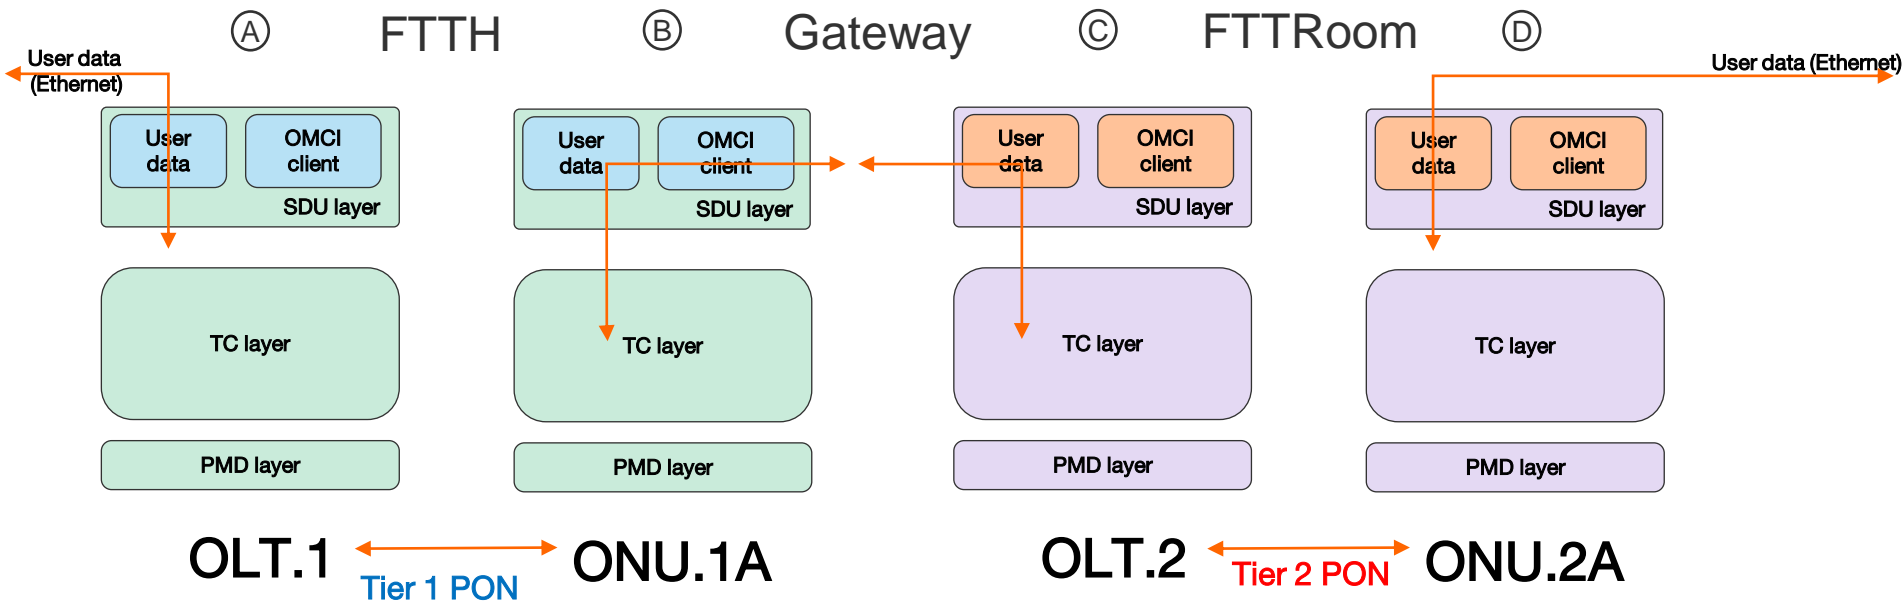 A FTTH B Gateway C FTTRoom D
User data
(Ethernet)
User data (Ethernet)
User
data
OMCI
client
SDU layer
User
data
OMCI
client
SDU layer
User
data
OMCI
client
SDU layer
User
data
OMCI
client
SDU layer
TC layer
TC layer
TC layer
TC layer
PMD layer
PMD layer
PMD layer
PMD layer
OLT.1
ONU.1A
OLT.2
ONU.2A
Tier 1 PON
Tier 2 PON